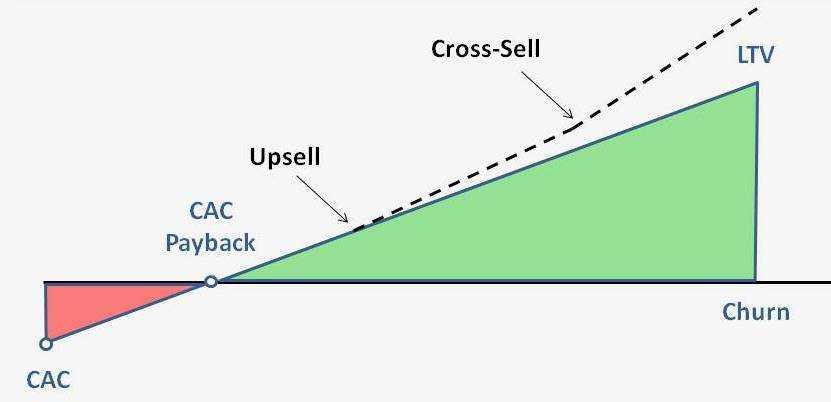 Cross-Sell
LTV
Upsell
CAC
Payback
Churn
CAC